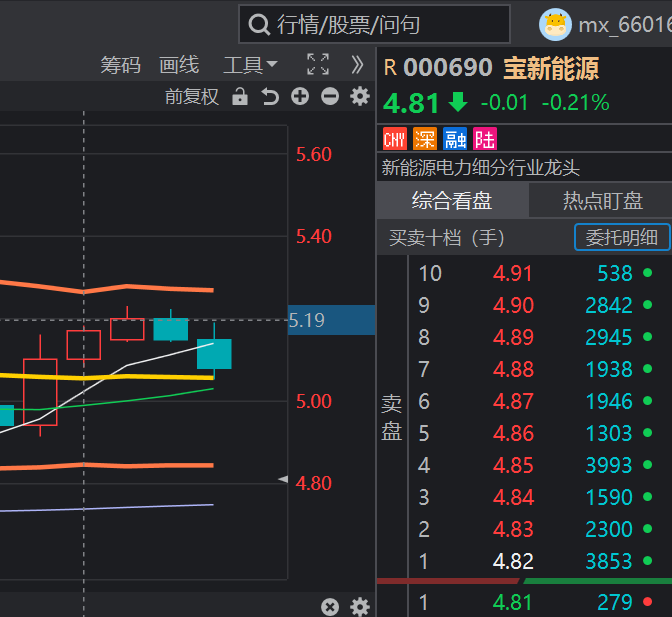 行情/股票/问句
mx_66016
筹码 画线 工具
前复权
R 000690 宝新能源
4.81 -0.01 -0.21%
CNY 深 融 陆
新能源电力细分行业龙头
综合看盘 热点盯盘
买卖十档（手） 委托明细
卖盘
10 4.91 538
9 4.90 2842
8 4.89 2945
7 4.88 1938
6 4.87 1946
5 4.86 1303
4 4.85 3993
3 4.84 1590
2 4.83 2300
1 4.82 3853
1 4.81 279
5.60
5.40
5.19
5.00
4.80